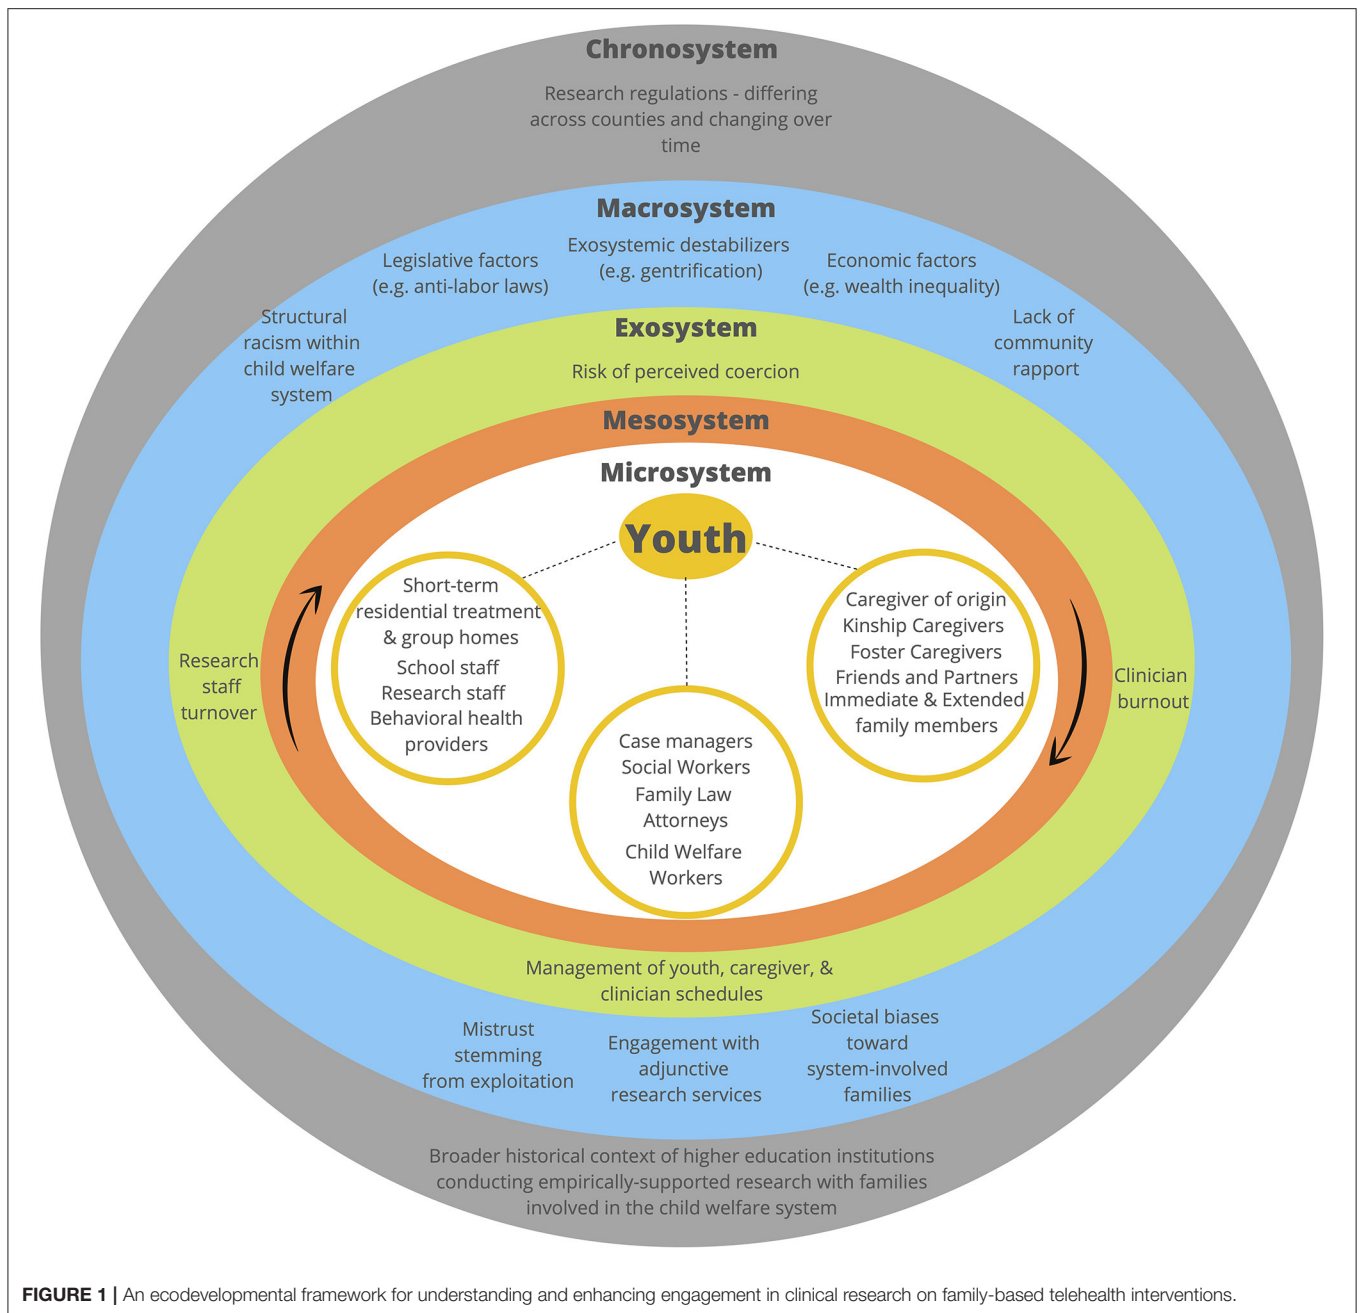 Chronosystem
Research regulations - differing
across counties and changing over
time
Macrosystem
Legislative factors
(e.g. anti-labor laws)
Exosystemic destabilizers
(e.g. gentrification)
Economic factors
(e.g. wealth inequality)
Structural
racism within
child welfare
system
Lack of
community
rapport
Exosystem
Risk of perceived coercion
Mesosystem
Microsystem
Youth
Short-term
residential treatment
& group homes
School staff
Research staff
Behavioral health
providers
Case managers
Social Workers
Family Law
Attorneys
Child Welfare
Workers
Caregiver of origin
Kinship Caregivers
Foster Caregivers
Friends and Partners
Immediate & Extended
family members
Research
staff
turnover
Clinician
burnout
Management of youth, caregiver, &
clinician schedules
Mistrust
stemming
from exploitation
Engagement with
adjunctive
research services
Societal biases
toward
system-involved
families
Broader historical context of higher education institutions
conducting empirically-supported research with families
involved in the child welfare system
FIGURE 1 | An ecodevelopmental framework for understanding and enhancing engagement in clinical research on family-based telehealth interventions.